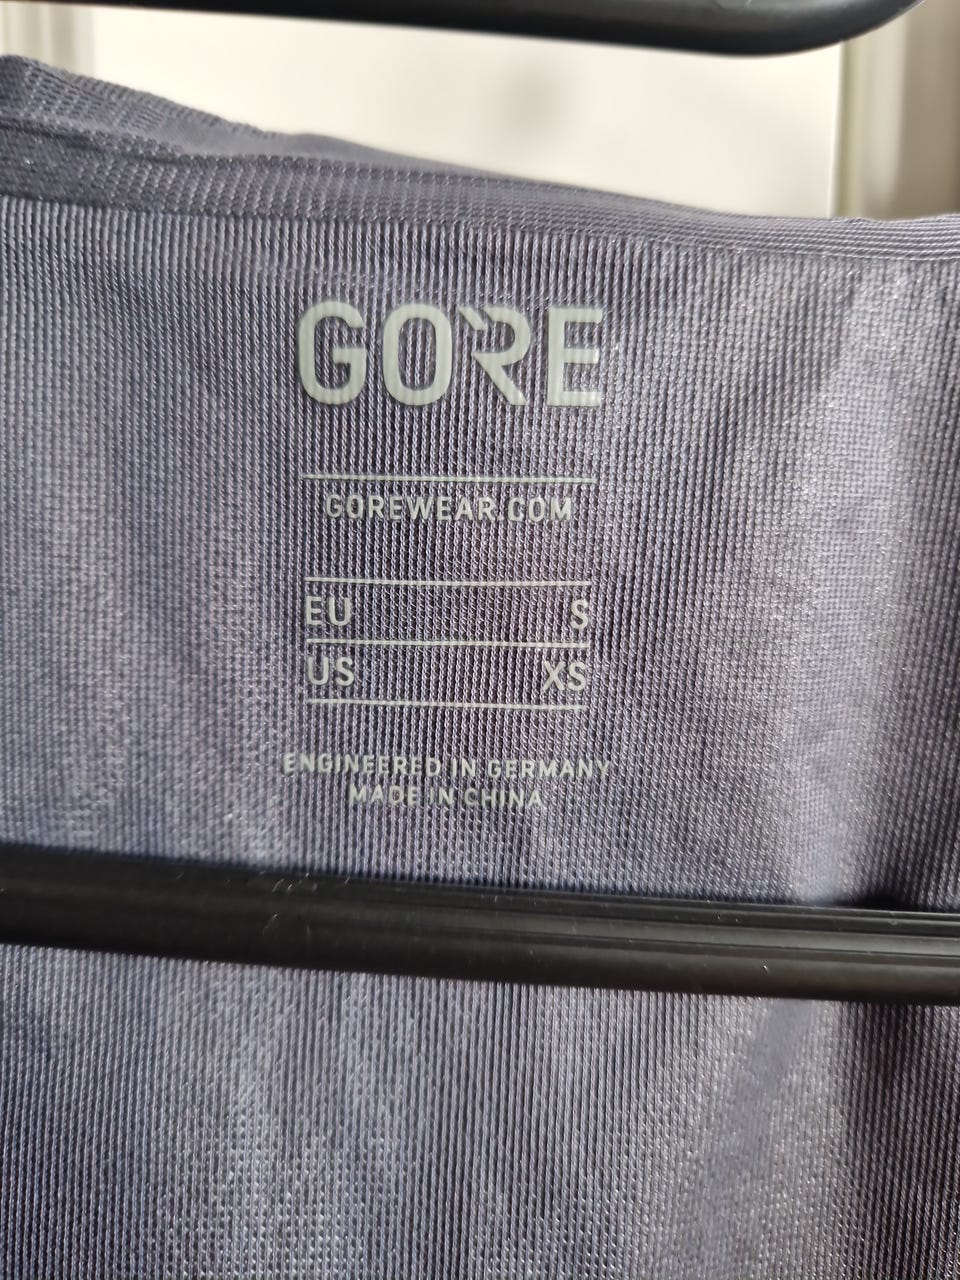 GORE
GOREWEAR.COM
EU S
US XS
ENGINEERED IN GERMANY
MADE IN CHINA